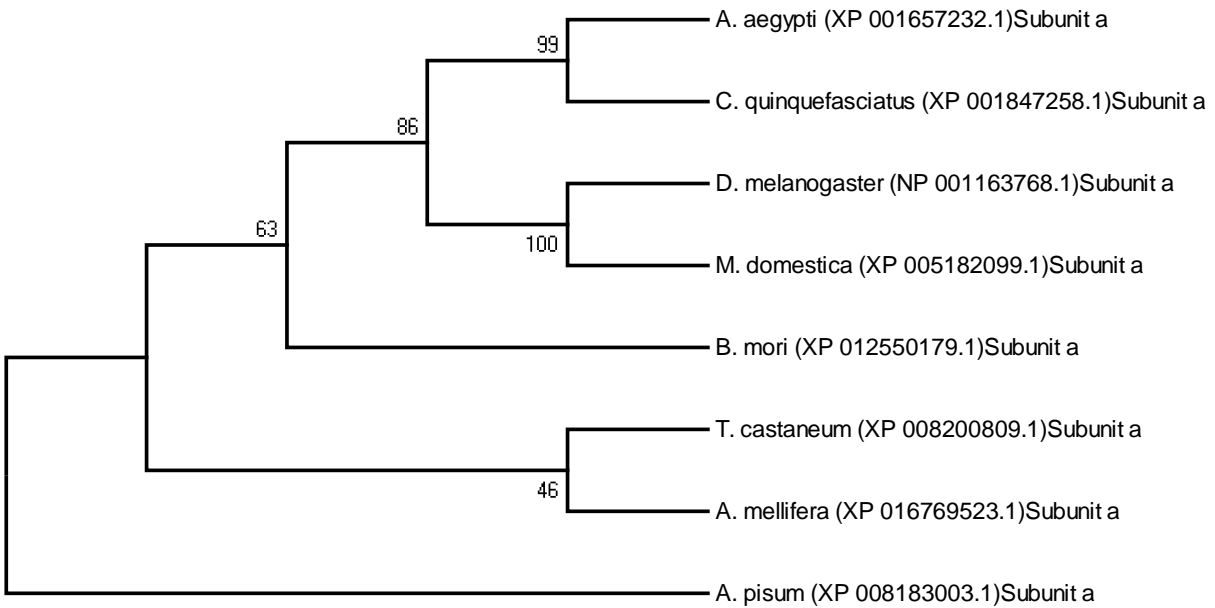 A. aegypti (XP 001657232.1)Subunit a
99
C. quinquefasciatus (XP 001847258.1)Subunit a
86
D. melanogaster (NP 001163768.1)Subunit a
100
M. domestica (XP 005182099.1)Subunit a
63
B. mori (XP 012550179.1)Subunit a
T. castaneum (XP 008200809.1)Subunit a
46
A. mellifera (XP 016769523.1)Subunit a
A. pisum (XP 008183003.1)Subunit a